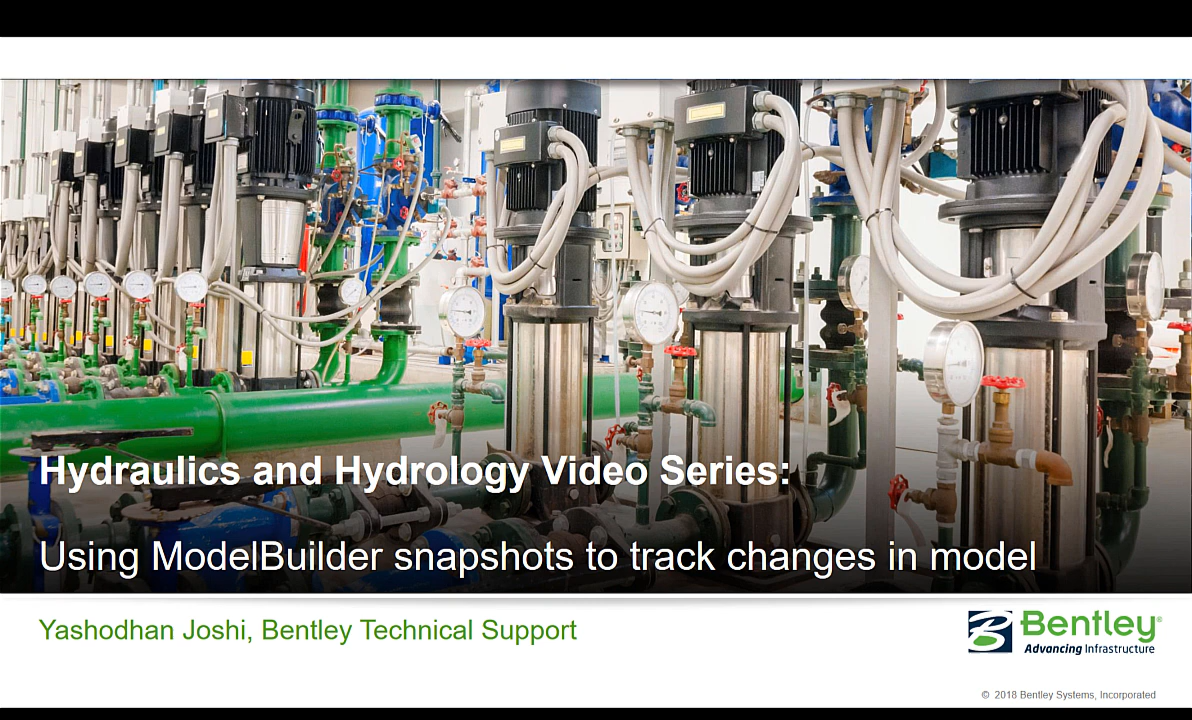 Hydraulics and Hydrology Video Series:
Using ModelBuilder snapshots to track changes in model
Yashodhan Joshi, Bentley Technical Support
Bentley®
Advancing Infrastructure
© 2018 Bentley Systems, Incorporated